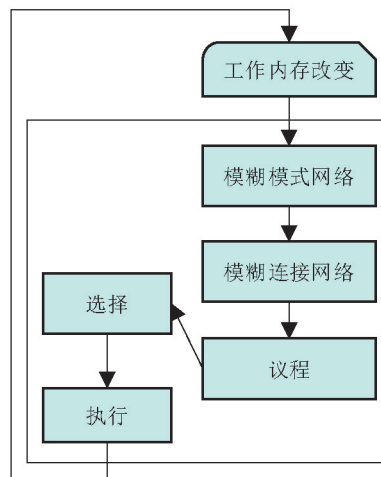 工作内存改变
模糊模式网络
模糊连接网络
议程
选择
执行